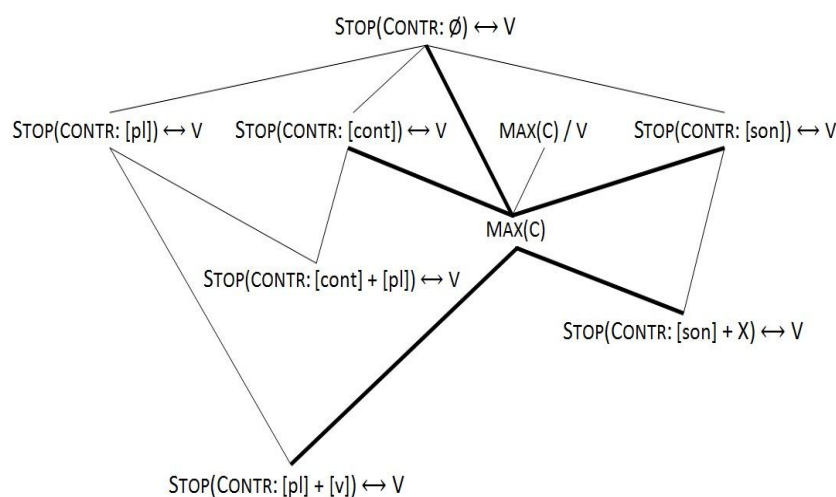 STOP(CONTR: Ø) ↔ V
STOP(CONTR: [pl]) ↔ V
STOP(CONTR: [cont]) ↔ V
MAX(C) / V
STOP(CONTR: [son]) ↔ V
MAX(C)
STOP(CONTR: [cont] + [pl]) ↔ V
STOP(CONTR: [son] + X) ↔ V
STOP(CONTR: [pl] + [v]) ↔ V